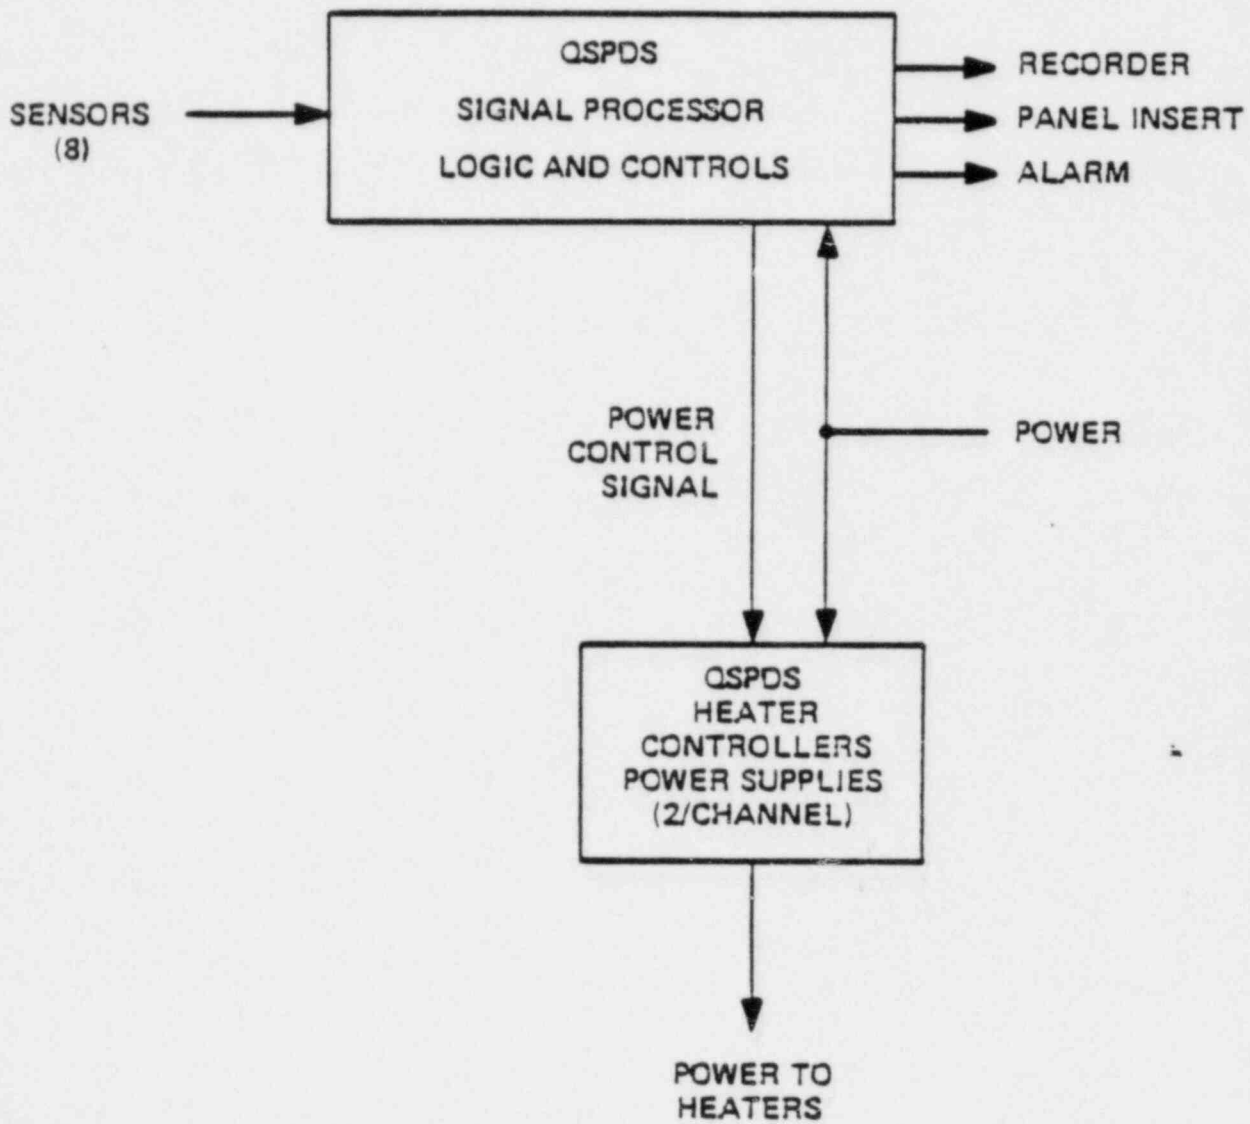 QSPDS
SIGNAL PROCESSOR
LOGIC AND CONTROLS
SENSORS
(8)
RECORDER
PANEL INSERT
ALARM
POWER
CONTROL
SIGNAL
POWER
QSPDS
HEATER
CONTROLLERS
POWER SUPPLIES
(2/CHANNEL)
POWER TO
HEATERS